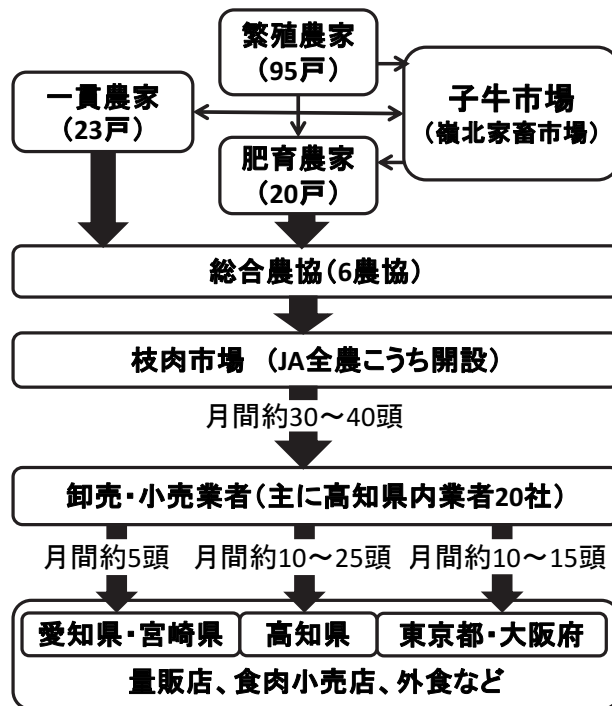 繁殖農家
（95戸）
一貫農家
（23戸）
子牛市場
（嶺北家畜市場）
肥育農家
（20戸）
総合農協（6農協）
枝肉市場　（JA全農こうち開設）
月間約30～40頭
卸売・小売業者（主に高知県内業者20社）
月間約5頭
月間約10～25頭
月間約10～15頭
愛知県・宮崎県
高知県
東京都・大阪府
量販店、食肉小売店、外食など